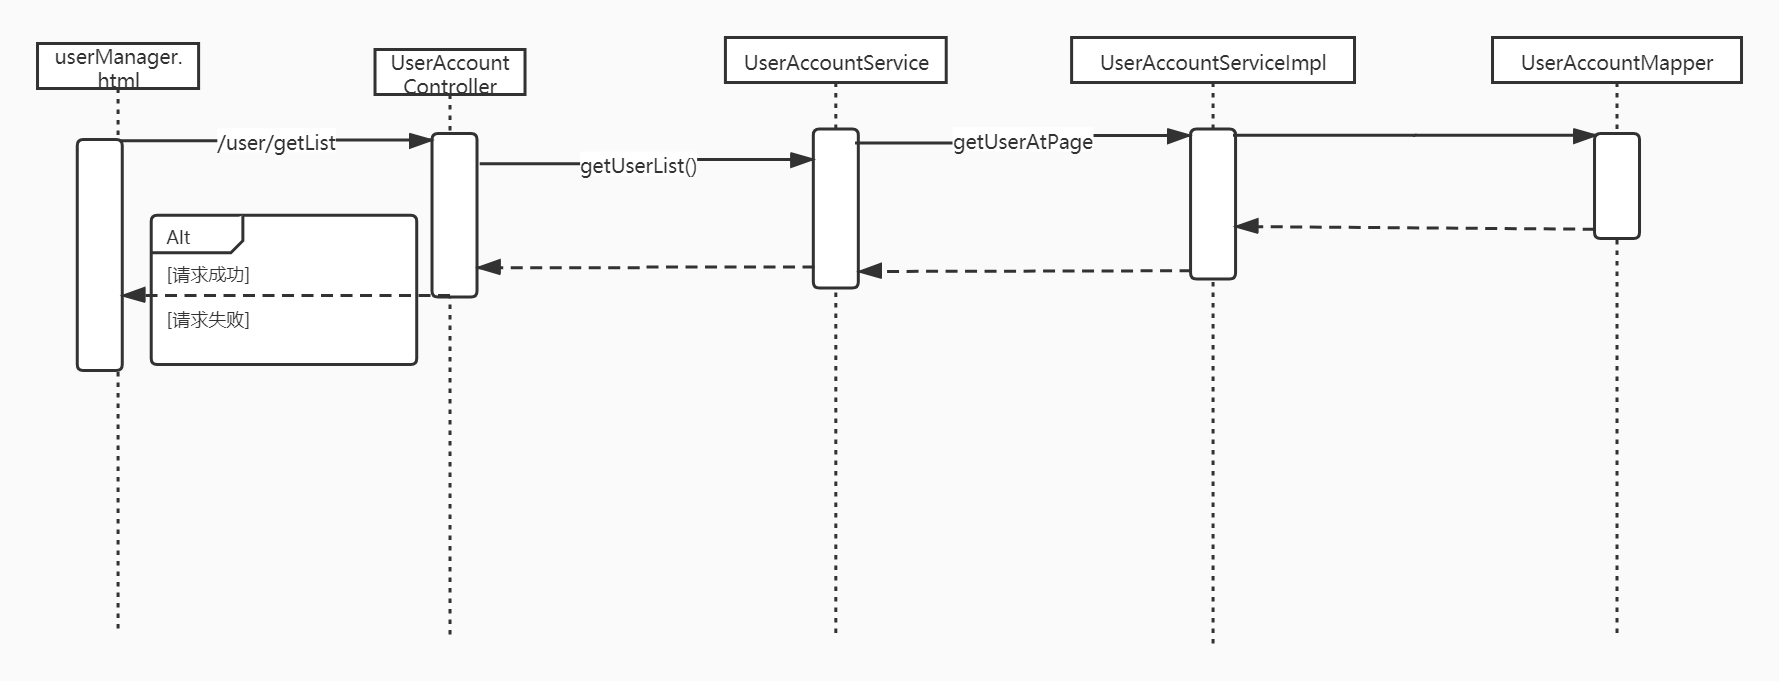 userManager.
html
UserAccount
Controller
UserAccountService
UserAccountServiceImpl
UserAccountMapper
/user/getList
getUserList()
getUserAtPage
Alt
[请求成功]
[请求失败]